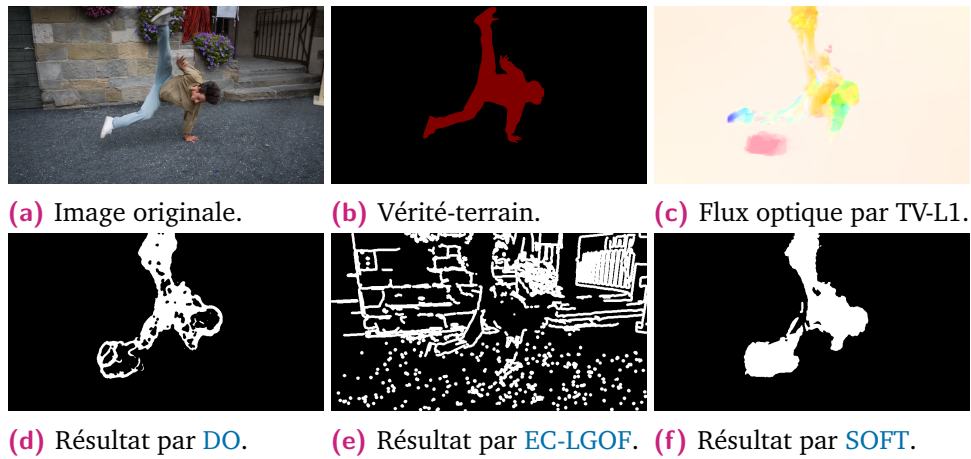 (a) Image originale.
(b) Vérité-terrain.
(c) Flux optique par TV-L1.
(d) Résultat par DO.
(e) Résultat par EC-LGOF.
(f) Résultat par SOFT.